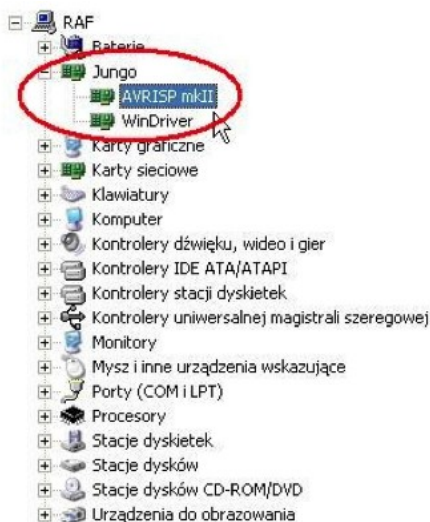 RAF
Baterie
Jungo
AVRISP mkII
WinDriver
Karty graficzne
Karty sieciowe
Klawiatury
Komputer
Kontrolery dźwięku, wideo i gier
Kontrolery IDE ATA/ATAPI
Kontrolery stacji dyskietek
Kontrolery uniwersalnej magistrali szeregowej
Monitory
Mysz i inne urządzenia wskazujące
Porty (COM i LPT)
Procesory
Stacje dyskietek
Stacje dysków
Stacje dysków CD-ROM/DVD
Urządzenia do obrazowania